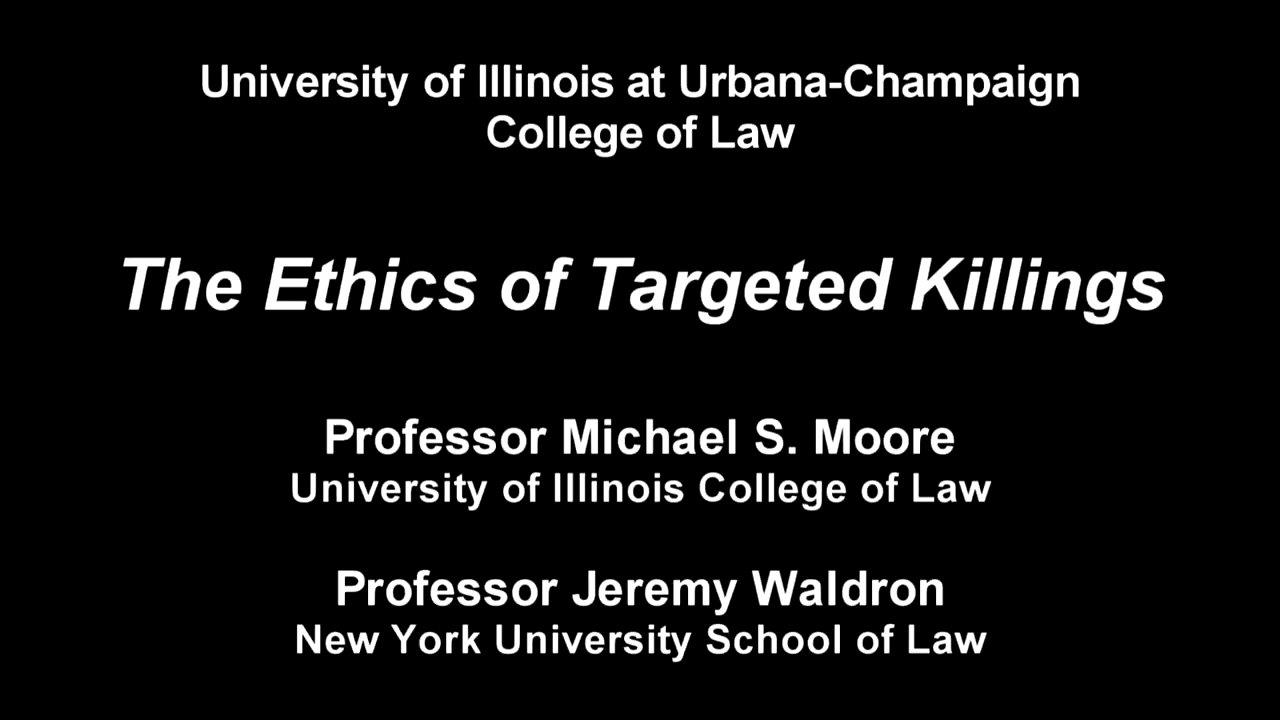 University of Illinois at Urbana-Champaign
College of Law
The Ethics of Targeted Killings
Professor Michael S. Moore
University of Illinois College of Law
Professor Jeremy Waldron
New York University School of Law